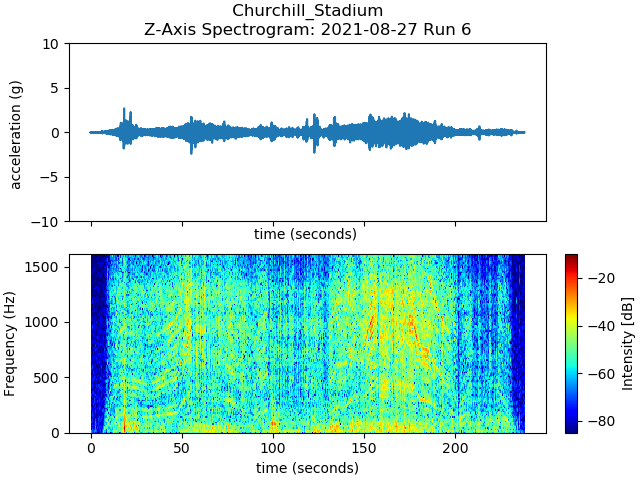 Churchill_Stadium
Z-Axis Spectrogram: 2021-08-27 Run 6
10
5
0
−5
−10
acceleration (g)
time (seconds)
1500
1000
500
0
Frequency (Hz)
0
50
100
150
200
time (seconds)
−20
−40
−60
−80
Intensity [dB]